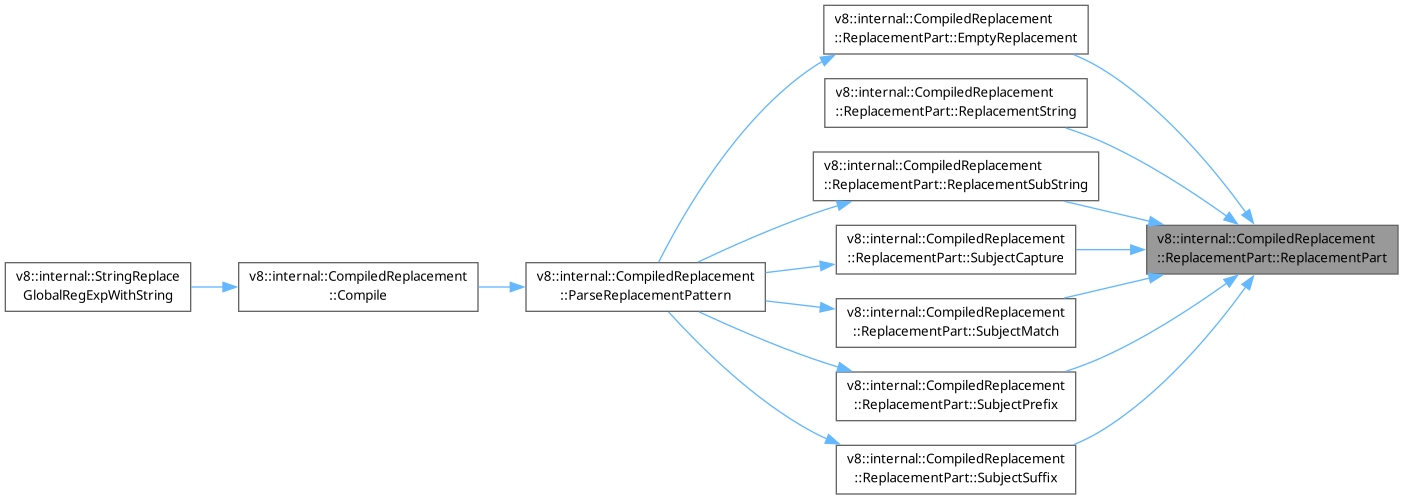 v8::internal::StringReplace
GlobalRegExpWithString
v8::internal::CompiledReplacement
::Compile
v8::internal::CompiledReplacement
::ParseReplacementPattern
v8::internal::CompiledReplacement
::ReplacementPart::EmptyReplacement
v8::internal::CompiledReplacement
::ReplacementPart::ReplacementString
v8::internal::CompiledReplacement
::ReplacementPart::ReplacementSubString
v8::internal::CompiledReplacement
::ReplacementPart::SubjectCapture
v8::internal::CompiledReplacement
::ReplacementPart::SubjectMatch
v8::internal::CompiledReplacement
::ReplacementPart::SubjectPrefix
v8::internal::CompiledReplacement
::ReplacementPart::SubjectSuffix
v8::internal::CompiledReplacement
::ReplacementPart::ReplacementPart